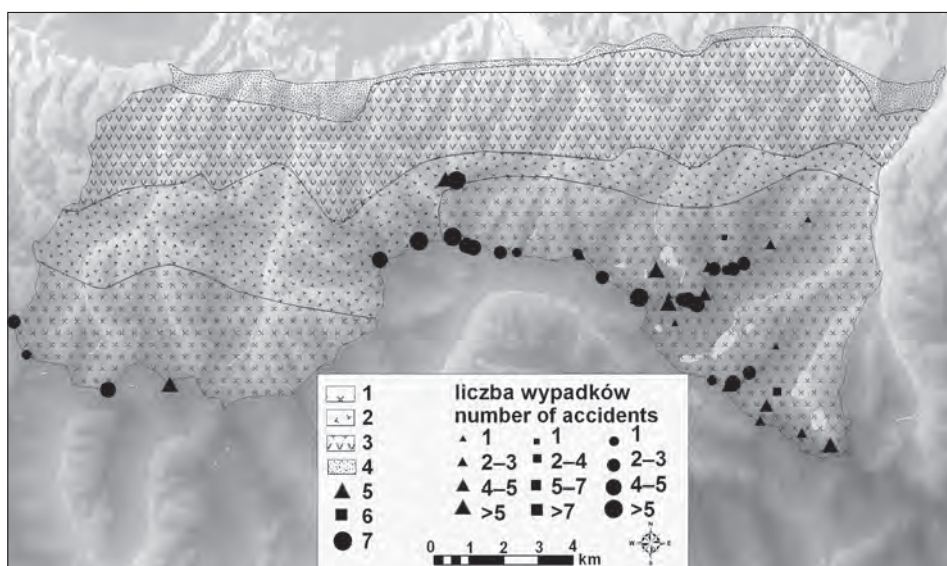 1
2
3
4
5
6
7
liczba wypadków
number of accidents
1 1 1
2–3 2–4 2–3
4–5 5–7 4–5
>5 >7 >5
0 1 2 3 4
km
N
W E
S